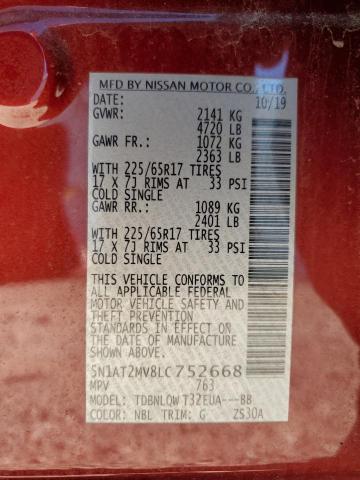 MFD BY NISSAN MOTOR CO., LTD.
DATE: 10/19
GVWR: 2141 KG
4720 LB
GAWR FR.: 1072 KG
2363 LB
WITH 225/65R17 TIRES
17 X 7J RIMS AT 33 PSI
COLD SINGLE
GAWR RR.: 1089 KG
2401 LB
WITH 225/65R17 TIRES
17 X 7J RIMS AT 33 PSI
COLD SINGLE
THIS VEHICLE CONFORMS TO
ALL APPLICABLE FEDERAL
MOTOR VEHICLE SAFETY AND
THEFT PREVENTION
STANDARDS IN EFFECT ON
THE DATE OF MANUFACTURE
SHOWN ABOVE.
5N1AT2MV8LC752668
MPV 763
MODEL: TDBNLQW T32EUA---BB
COLOR: NBL TRIM: G ZS30A